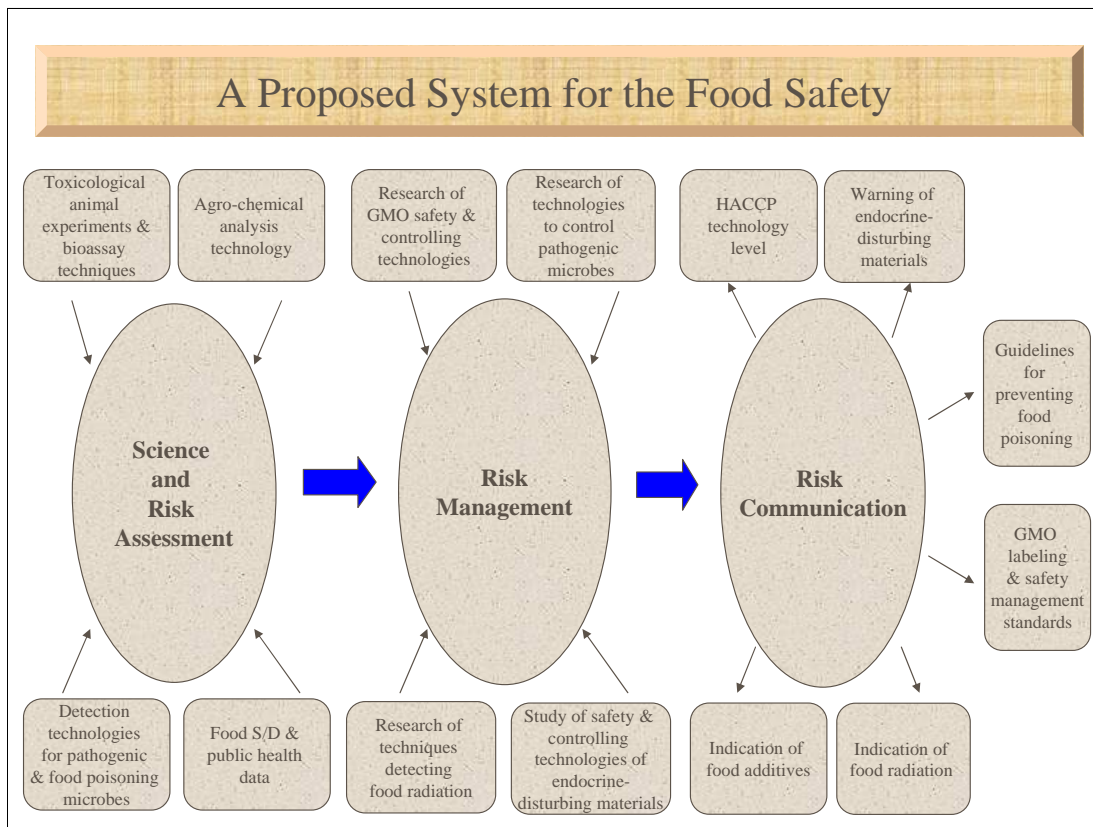 A Proposed System for the Food Safety
Toxicological
animal
experiments &
bioassay
techniques
Agro-chemical
analysis
technology
Research of
GMO safety &
controlling
technologies
Research of
technologies
to control
pathogenic
microbes
HACCP
technology
level
Warning of
endocrine-
disturbing
materials
Guidelines
for
preventing
food
poisoning
Science
and
Risk
Assessment
Risk
Management
Risk
Communication
GMO
labeling
& safety
management
standards
Detection
technologies
for pathogenic
& food poisoning
microbes
Food S/D &
public health
data
Research of
techniques
detecting
food radiation
Study of safety &
controlling
technologies of
endocrine-
disturbing materials
Indication of
food additives
Indication of
food radiation